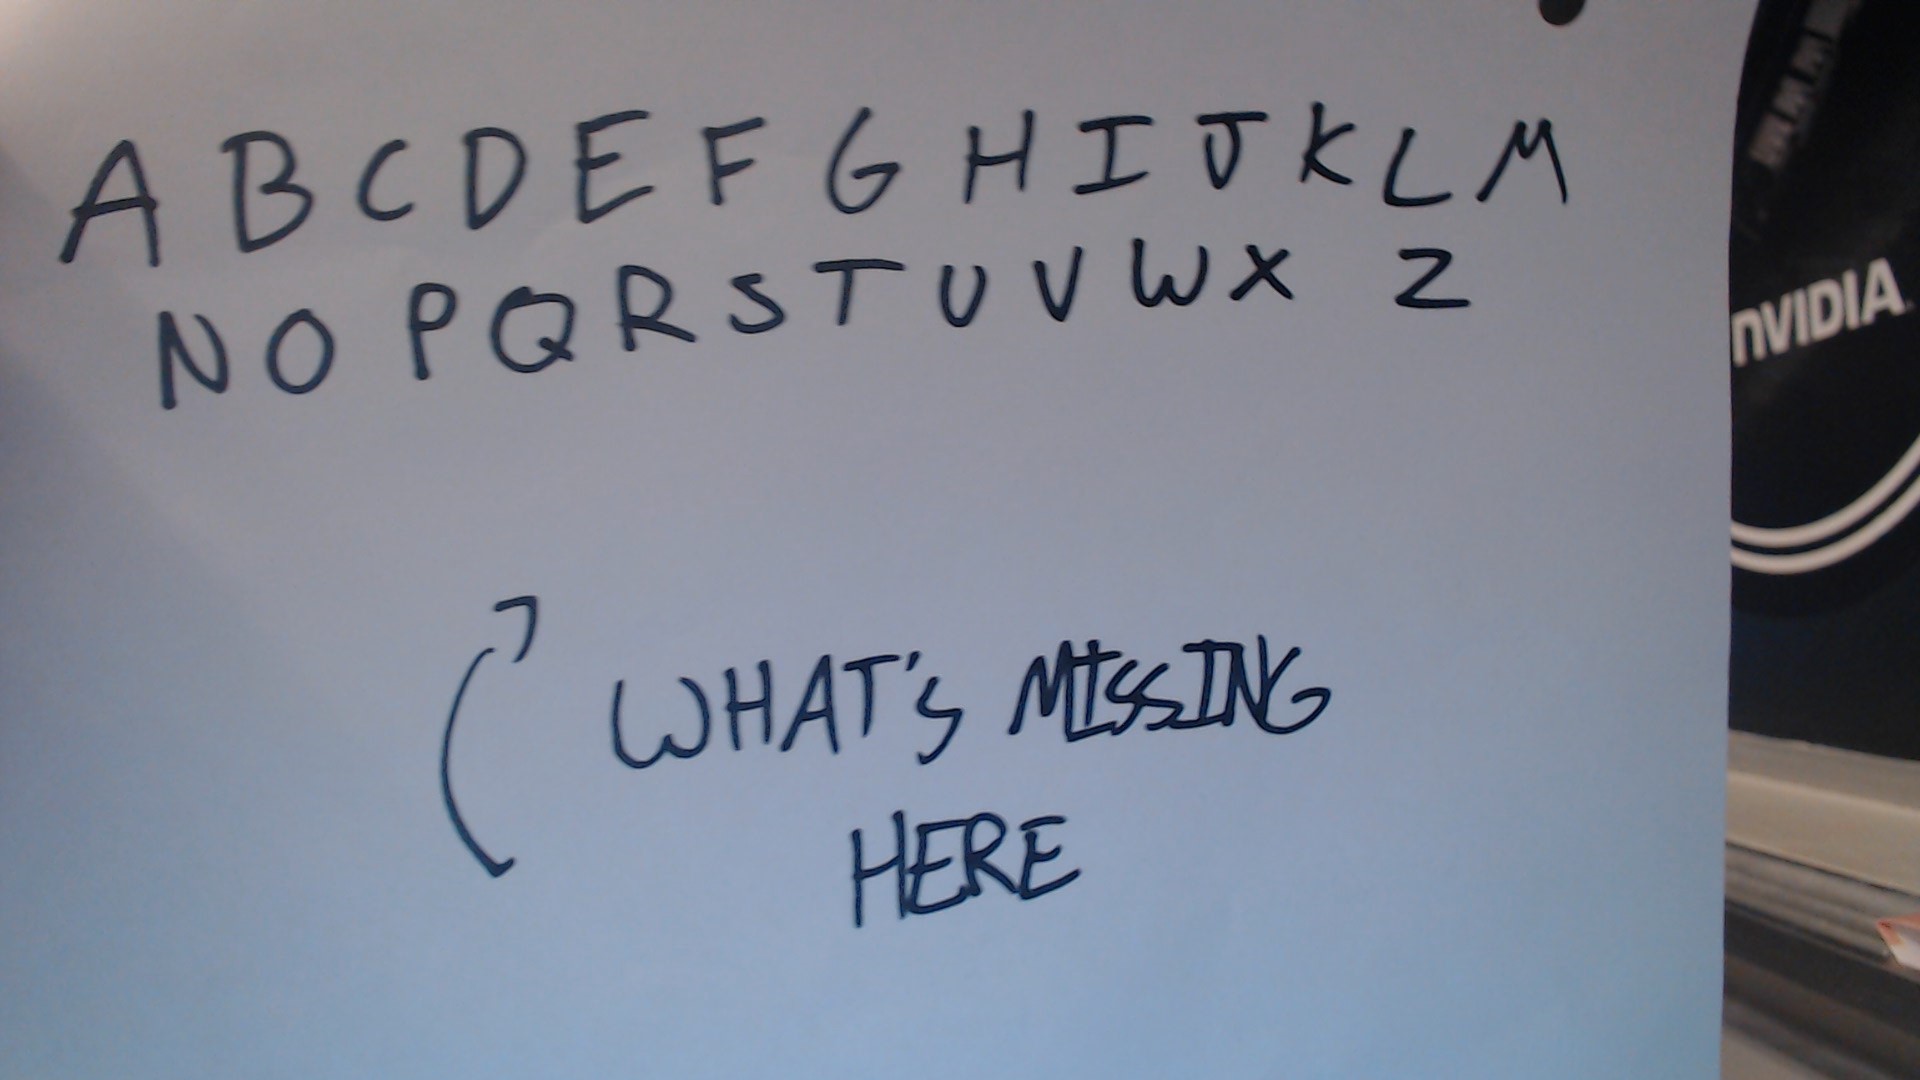 A B C D E F G H I J K L M
N O P Q R S T U V W X Z
WHAT'S MISSING
HERE
NVIDIA